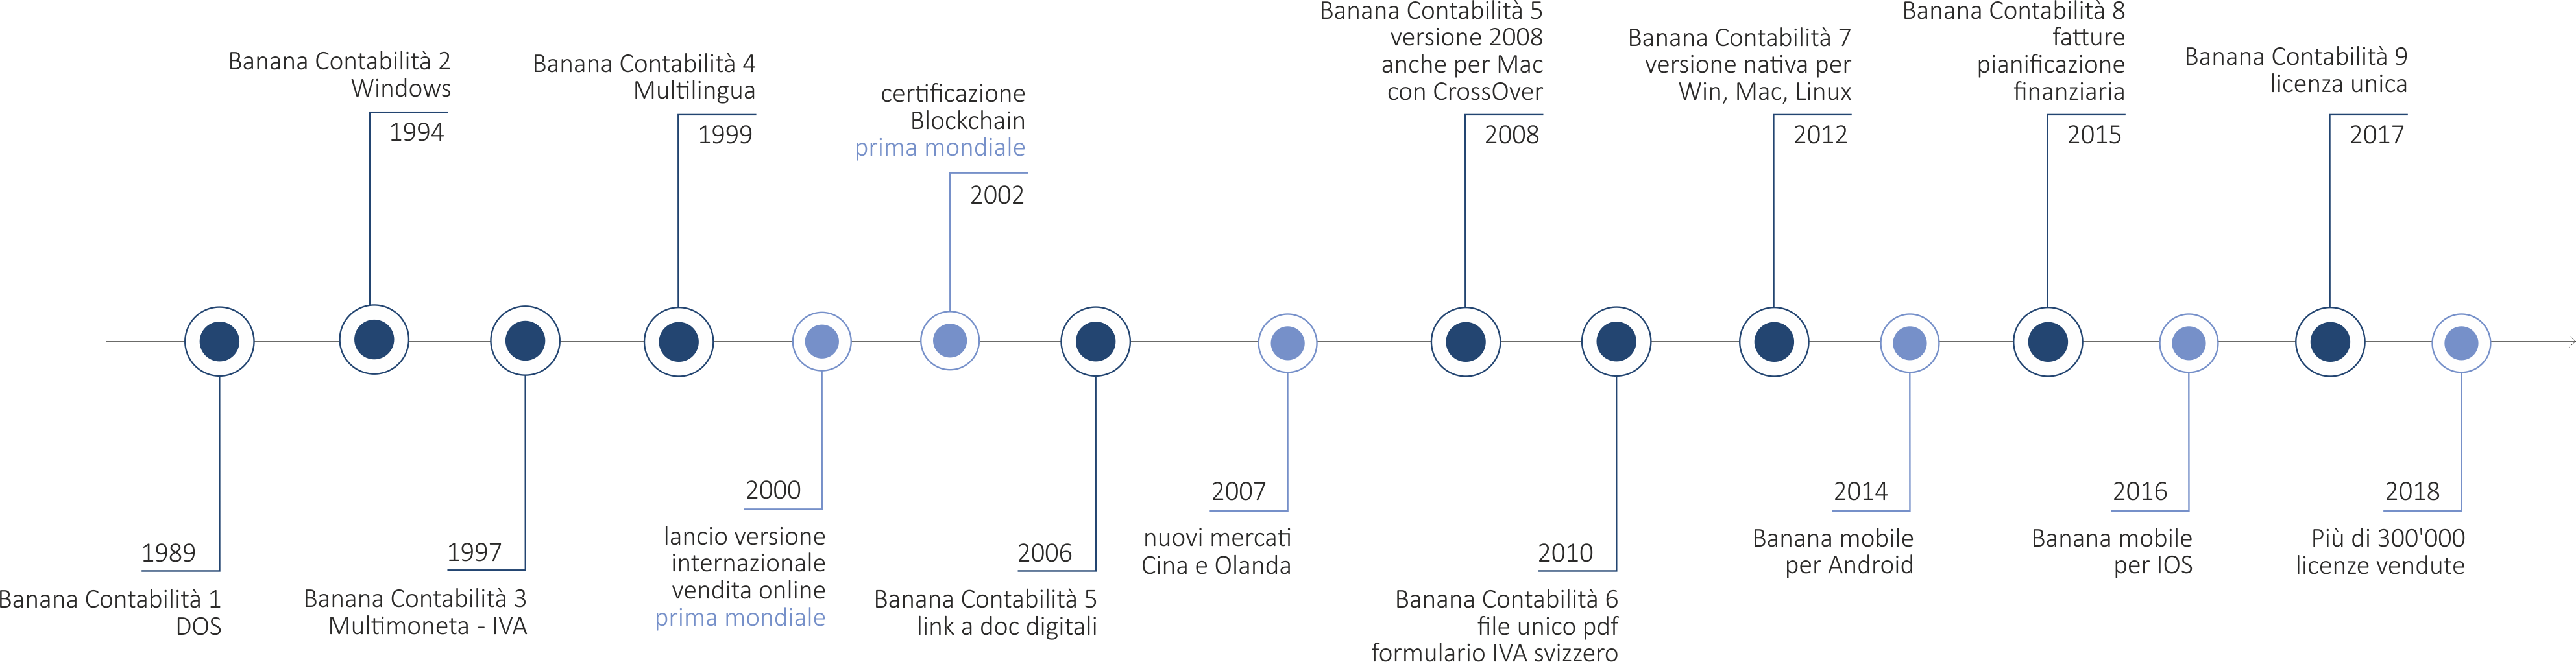 Banana Contabilità 2
Windows
1994
Banana Contabilità 4
Multilingua
1999
certificazione
Blockchain
prima mondiale
2002
Banana Contabilità 5
versione 2008
anche per Mac
con CrossOver
2008
Banana Contabilità 7
versione nativa per
Win, Mac, Linux
2012
Banana Contabilità 8
fatture
pianificazione
finanziaria
2015
Banana Contabilità 9
licenza unica
2017
1989
Banana Contabilità 1
DOS
1997
Banana Contabilità 3
Multimoneta - IVA
2000
lancio versione
internazionale
vendita online
prima mondiale
2006
Banana Contabilità 5
link a doc digitali
2007
nuovi mercati
Cina e Olanda
2010
Banana Contabilità 6
file unico pdf
formulario IVA svizzero
2014
Banana mobile
per Android
2016
Banana mobile
per IOS
2018
Più di 300'000
licenze vendute